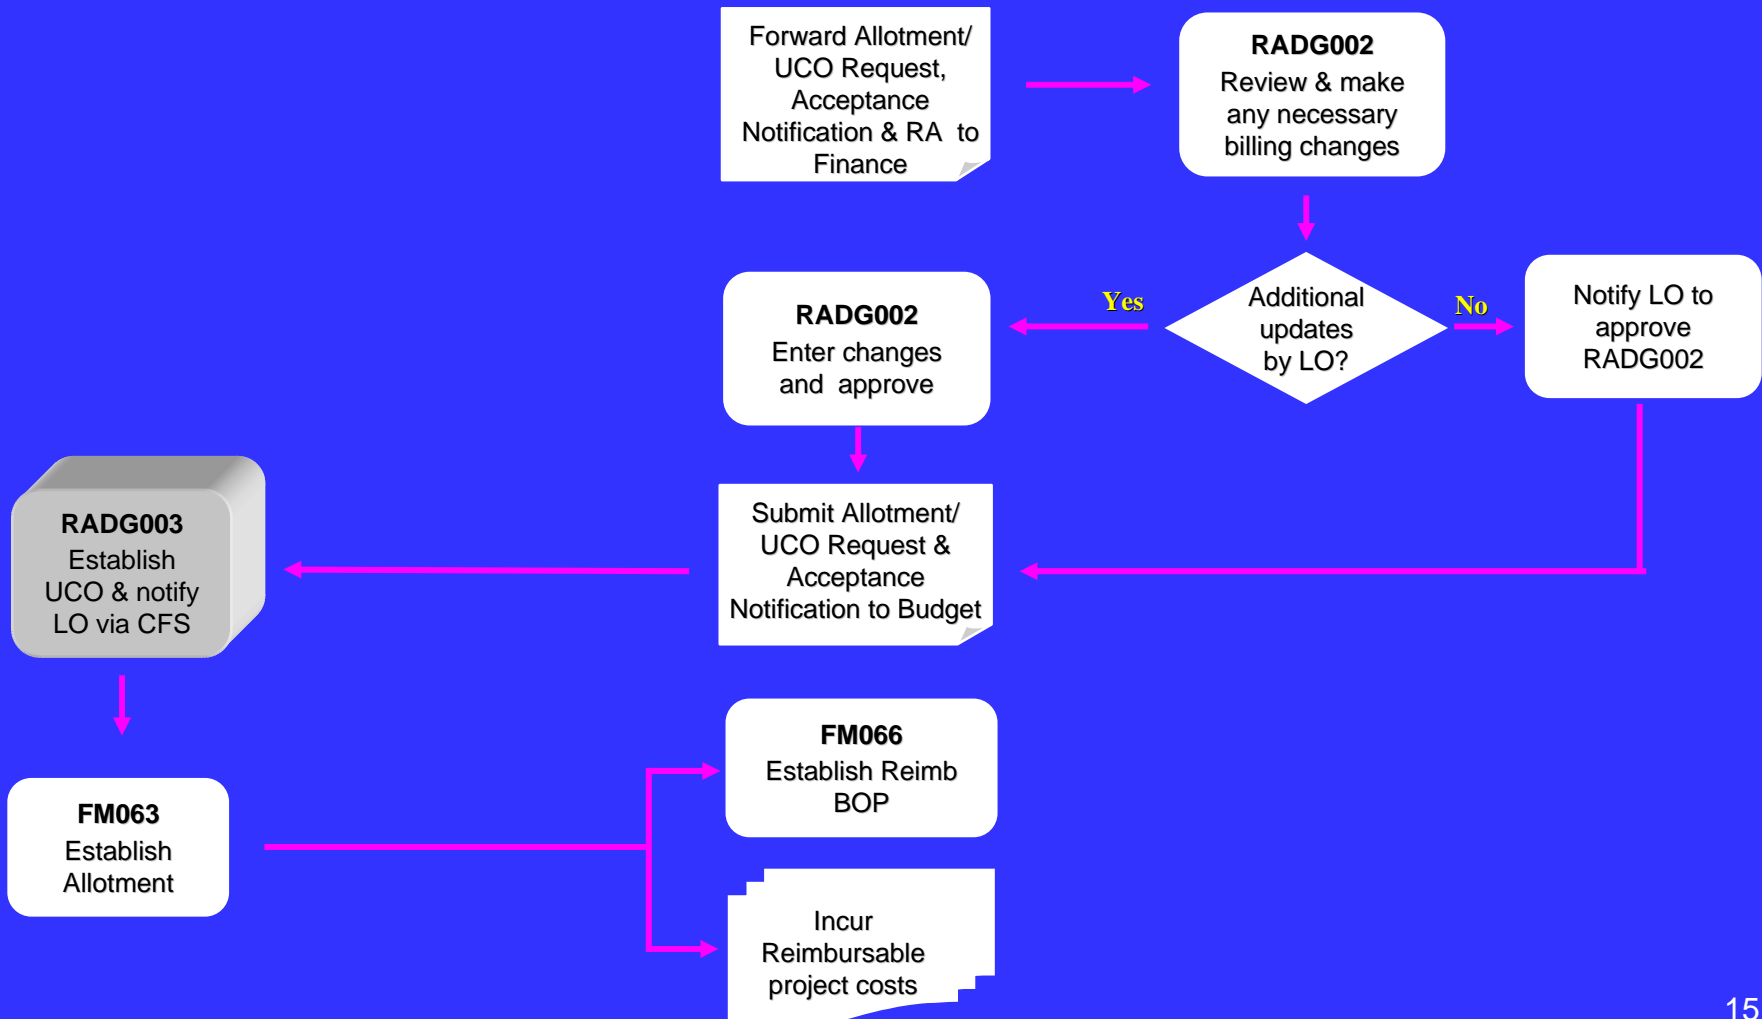 Forward Allotment/
UCO Request,
Acceptance
Notification & RA to
Finance
RADG002
Review & make
any necessary
billing changes
RADG002
Enter changes
and approve
Yes
Additional
updates
by LO?
No
Notify LO to
approve
RADG002
RADG003
Establish
UCO & notify
LO via CFS
Submit Allotment/
UCO Request &
Acceptance
Notification to Budget
FM063
Establish
Allotment
FM066
Establish Reimb
BOP
Incur
Reimbursable
project costs
15